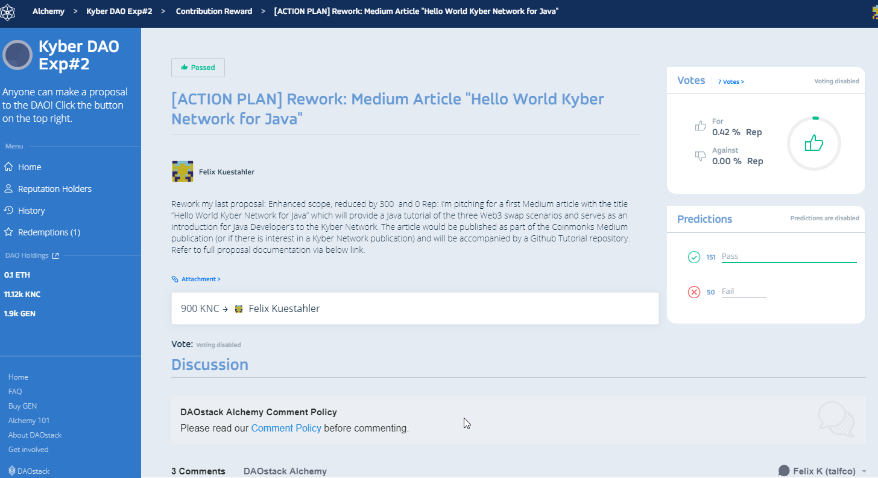 Alchemy > Kyber DAO Exp#2 > Contribution Reward > [ACTION PLAN] Rework: Medium Article "Hello World Kyber Network for Java"
Kyber DAO
Exp#2
Anyone can make a proposal
to the DAO! Click the button
on the top right.
Menu
Home
Reputation Holders
History
Redemptions (1)
DAO Holdings
0.1 ETH
11.12k KNC
1.9k GEN
Home
FAQ
Buy GEN
Alchemy 101
About DAOstack
Get involved
DAOstack
Passed
[ACTION PLAN] Rework: Medium Article "Hello World Kyber
Network for Java"
Felix Kuestahler
Rework my last proposal: Enhanced scope, reduced by 300 and 0 Rep: I'm pitching for a first Medium article with the title
"Hello World Kyber Network for Java" which will provide a Java tutorial of the three Web3 swap scenarios and serves as an
introduction for Java Developer's to the Kyber Network. The article would be published as part of the Coinmonks Medium
publication (or if there is interest in a Kyber Network publication) and will be accompanied by a Github Tutorial repository.
Refer to full proposal documentation via below link.
Attachment >
900 KNC → Felix Kuestahler
Vote: Voting disabled
Discussion
DAOstack Alchemy Comment Policy
Please read our Comment Policy before commenting.
3 Comments DAOstack Alchemy Felix K (talfco)
Votes 7 Votes > Voting disabled
For
0.42 % Rep
Against
0.00 % Rep
Predictions Predictions are disabled
151 Pass
50 Fail